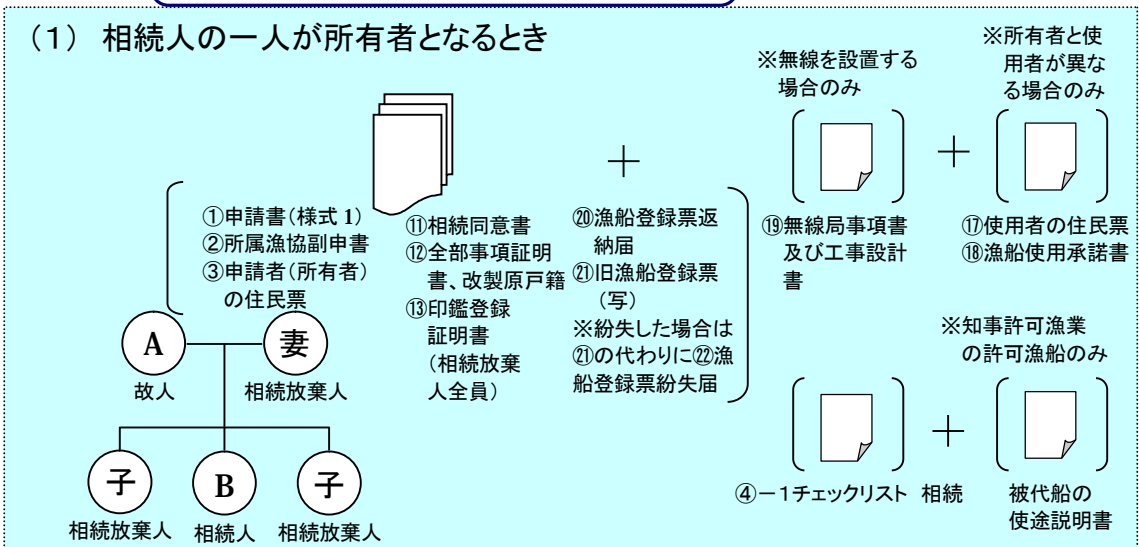 (1) 相続人の一人が所有者となるとき
※無線を設置する
場合のみ
※所有者と使
用者が異な
る場合のみ
+
+
①申請書(様式1)
②所属漁協副申書
③申請者(所有者)
の住民票
⑪相続同意書
⑫全部事項証明
書、改製原戸籍
⑬印鑑登録
証明書
(相続放棄
人全員)
⑳漁船登録票返
納届
㉑旧漁船登録票
(写)
※紛失した場合は
㉑の代わりに㉒漁
船登録票紛失届
⑲無線局事項書
及び工事設計
書
⑰使用者の住民票
⑱漁船使用承諾書
A
故人
妻
相続放棄人
子
相続放棄人
B
相続人
子
相続放棄人
※知事許可漁業
の許可漁船のみ
+
④-1チェックリスト 相続
被代船の
使途説明書